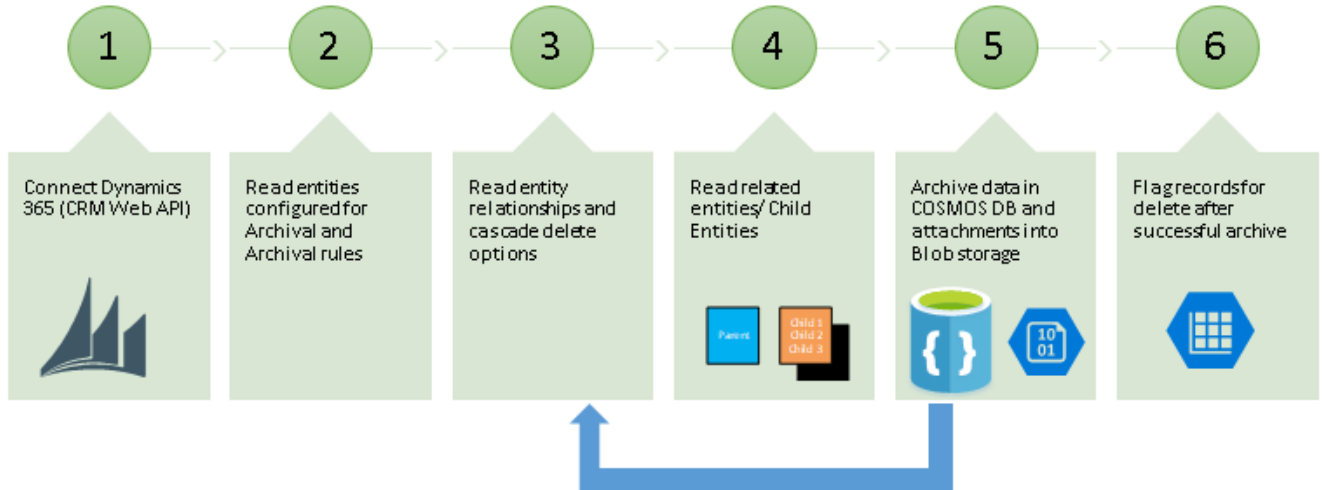 1
2
3
4
5
6
Connect Dynamics
365 (CRM Web API)
Read entities
configured for
Archival and
Archival rules
Read entity
relationships and
cascade delete
options
Read related
entities/ Child
Entities
Parent
Child 1
Child 2
Child 3
Archive data in
COSMOS DB and
attachments into
Blob storage
{ }
10
01
Flag records for
delete after
successful archive